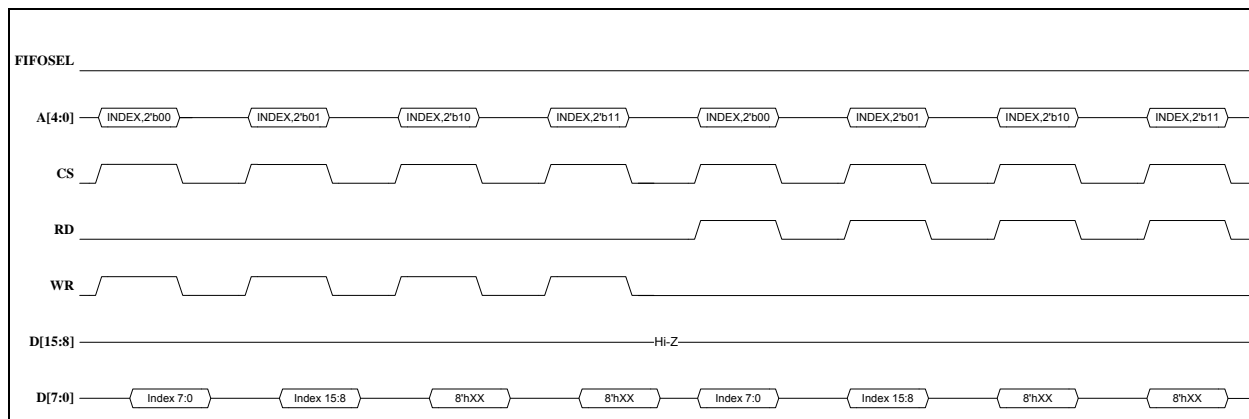 FIFOSEL
A[4:0] INDEX,2'b00 INDEX,2'b01 INDEX,2'b10 INDEX,2'b11 INDEX,2'b00 INDEX,2'b01 INDEX,2'b10 INDEX,2'b11
CS
RD
WR
D[15:8] Hi-Z
D[7:0] Index 7:0 Index 15:8 8'hXX 8'hXX Index 7:0 Index 15:8 8'hXX 8'hXX